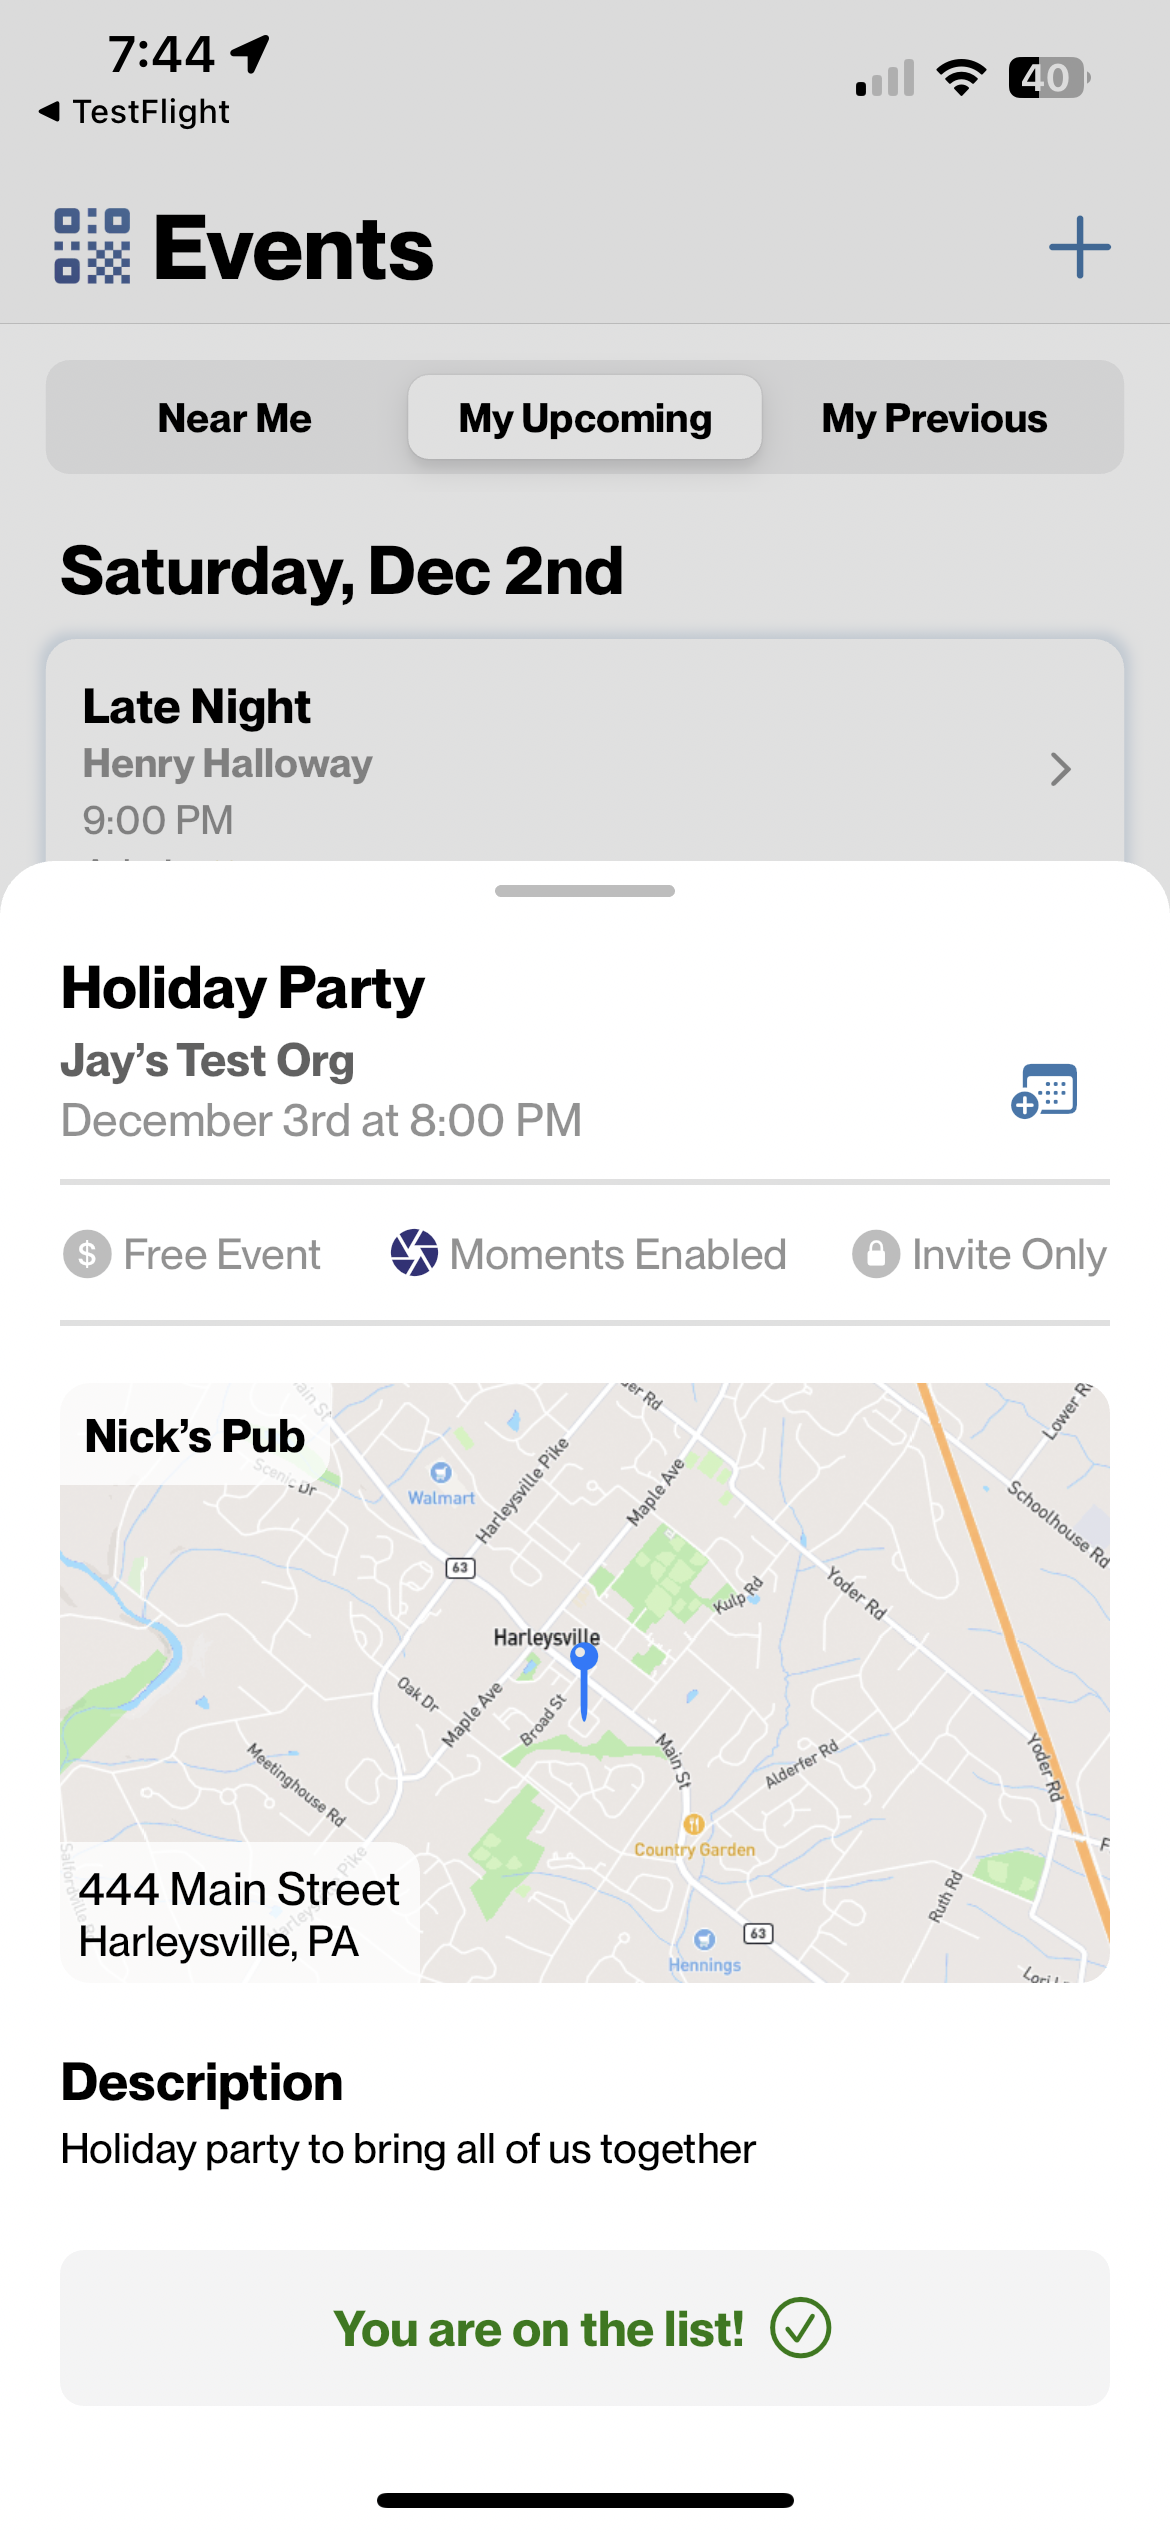 7:44
40
TestFlight
Events
Near Me
My Upcoming
My Previous
Saturday, Dec 2nd
Late Night
Henry Halloway
9:00 PM
Holiday Party
Jay’s Test Org
December 3rd at 8:00 PM
Free Event
Moments Enabled
Invite Only
Nick’s Pub
Main St
Scenic Dr
Walmart
Harleysville Pike
Maple Ave
Lower
Schoolhouse Rd
63
Kulp Rd
Yoder Rd
Harleysville
Oak Dr
Maple Ave
Broad St
Main St
Meetinghouse Rd
Alderfer Rd
Yoder Rd
Country Garden
Ruth Rd
63
Hennings
444 Main Street
Harleysville, PA
Description
Holiday party to bring all of us together
You are on the list!